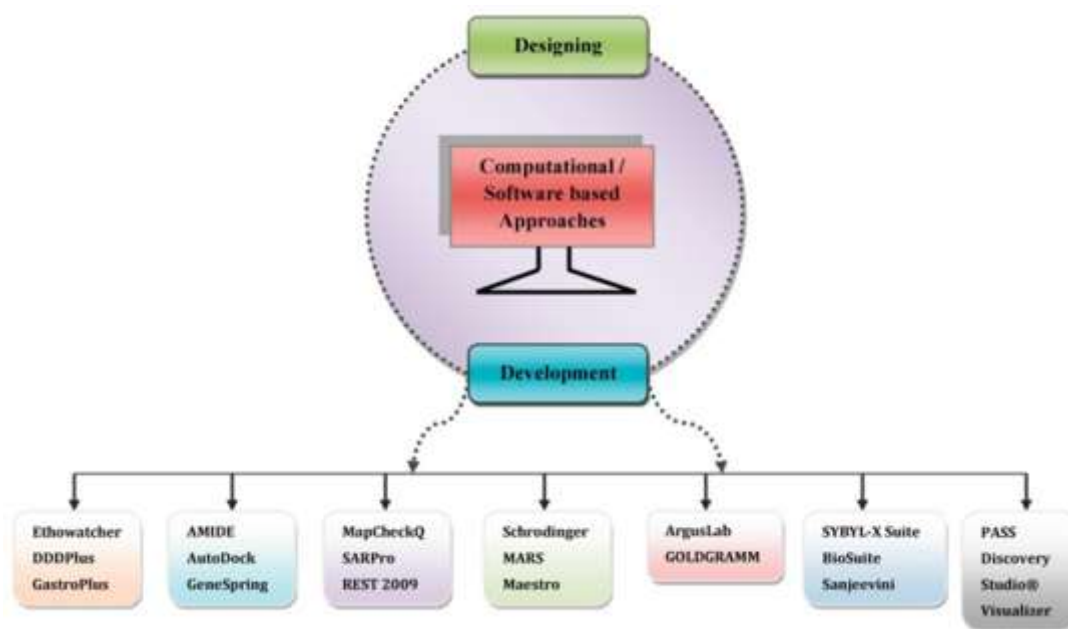 Designing
Computational /
Software based
Approaches
Development
Ethowatcher
DDDPlus
GastroPlus
AMIDE
AutoDock
GeneSpring
MapCheckQ
SARPro
REST 2009
Schrodinger
MARS
Maestro
ArgusLab
GOLDGRAMM
SYBYL-X Suite
BioSuite
Sanjeevini
PASS
Discovery
Studio®
Visualizer